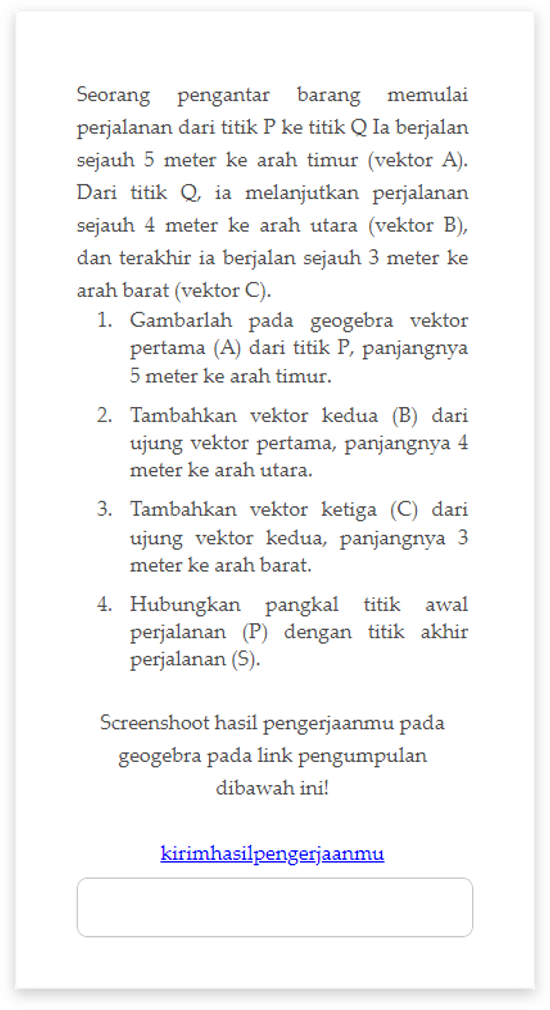 Seorang pengantar barang memulai
perjalanan dari titik P ke titik Q Ia berjalan
sejauh 5 meter ke arah timur (vektor A).
Dari titik Q, ia melanjutkan perjalanan
sejauh 4 meter ke arah utara (vektor B),
dan terakhir ia berjalan sejauh 3 meter ke
arah barat (vektor C).
1. Gambarlah pada geogebra vektor
pertama (A) dari titik P, panjangnya
5 meter ke arah timur.
2. Tambahkan vektor kedua (B) dari
ujung vektor pertama, panjangnya 4
meter ke arah utara.
3. Tambahkan vektor ketiga (C) dari
ujung vektor kedua, panjangnya 3
meter ke arah barat.
4. Hubungkan pangkal titik awal
perjalanan (P) dengan titik akhir
perjalanan (S).
Screenshoot hasil pengerjaanmu pada
geogebra pada link pengumpulan
dibawah ini!
kirimhasilpengerjaanmu